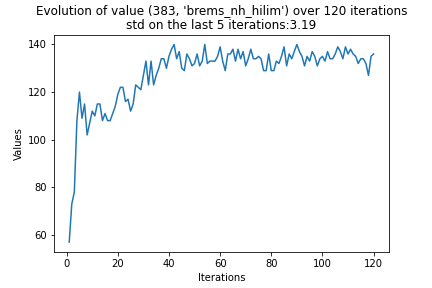 Evolution of value (383, 'brems_nh_hilim') over 120 iterations
std on the last 5 iterations:3.19
140
120
100
80
60
Values
0 20 40 60 80 100 120
Iterations